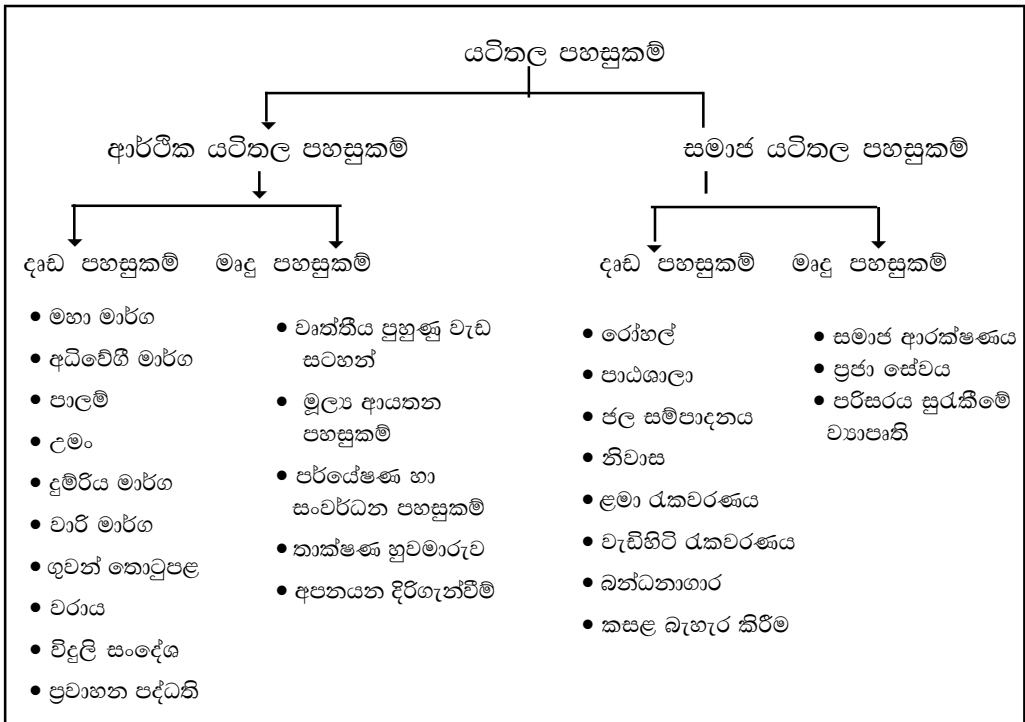 යටිතල පහසුකම්
ආර්ථික යටිතල පහසුකම්
සමාජ යටිතල පහසුකම්
දෘඩ පහසුකම්
මෘදු පහසුකම්
දෘඩ පහසුකම්
මෘදු පහසුකම්
• මහා මාර්ග
• අධිවේගී මාර්ග
• පාලම්
• උමං
• දුම්රිය මාර්ග
• වාරි මාර්ග
• ගුවන් තොටුපළ
• වරාය
• විදුලි සංදේශ
• ප්‍රවාහන පද්ධති
• වෘත්තීය පුහුණු වැඩ
සටහන්
• මූල්‍ය ආයතන
පහසුකම්
• පර්යේෂණ හා
සංවර්ධන පහසුකම්
• තාක්ෂණ හුවමාරුව
• අපනයන දිරිගැන්වීම්
• රෝහල්
• පාඨශාලා
• ජල සම්පාදනය
• නිවාස
• ළමා රැකවරණය
• වැඩිහිටි රැකවරණය
• බන්ධනාගාර
• කසළ බැහැර කිරීම
• සමාජ ආරක්ෂණය
• ප්‍රජා සේවය
• පරිසරය සුරැකීමේ
ව්‍යාපෘති